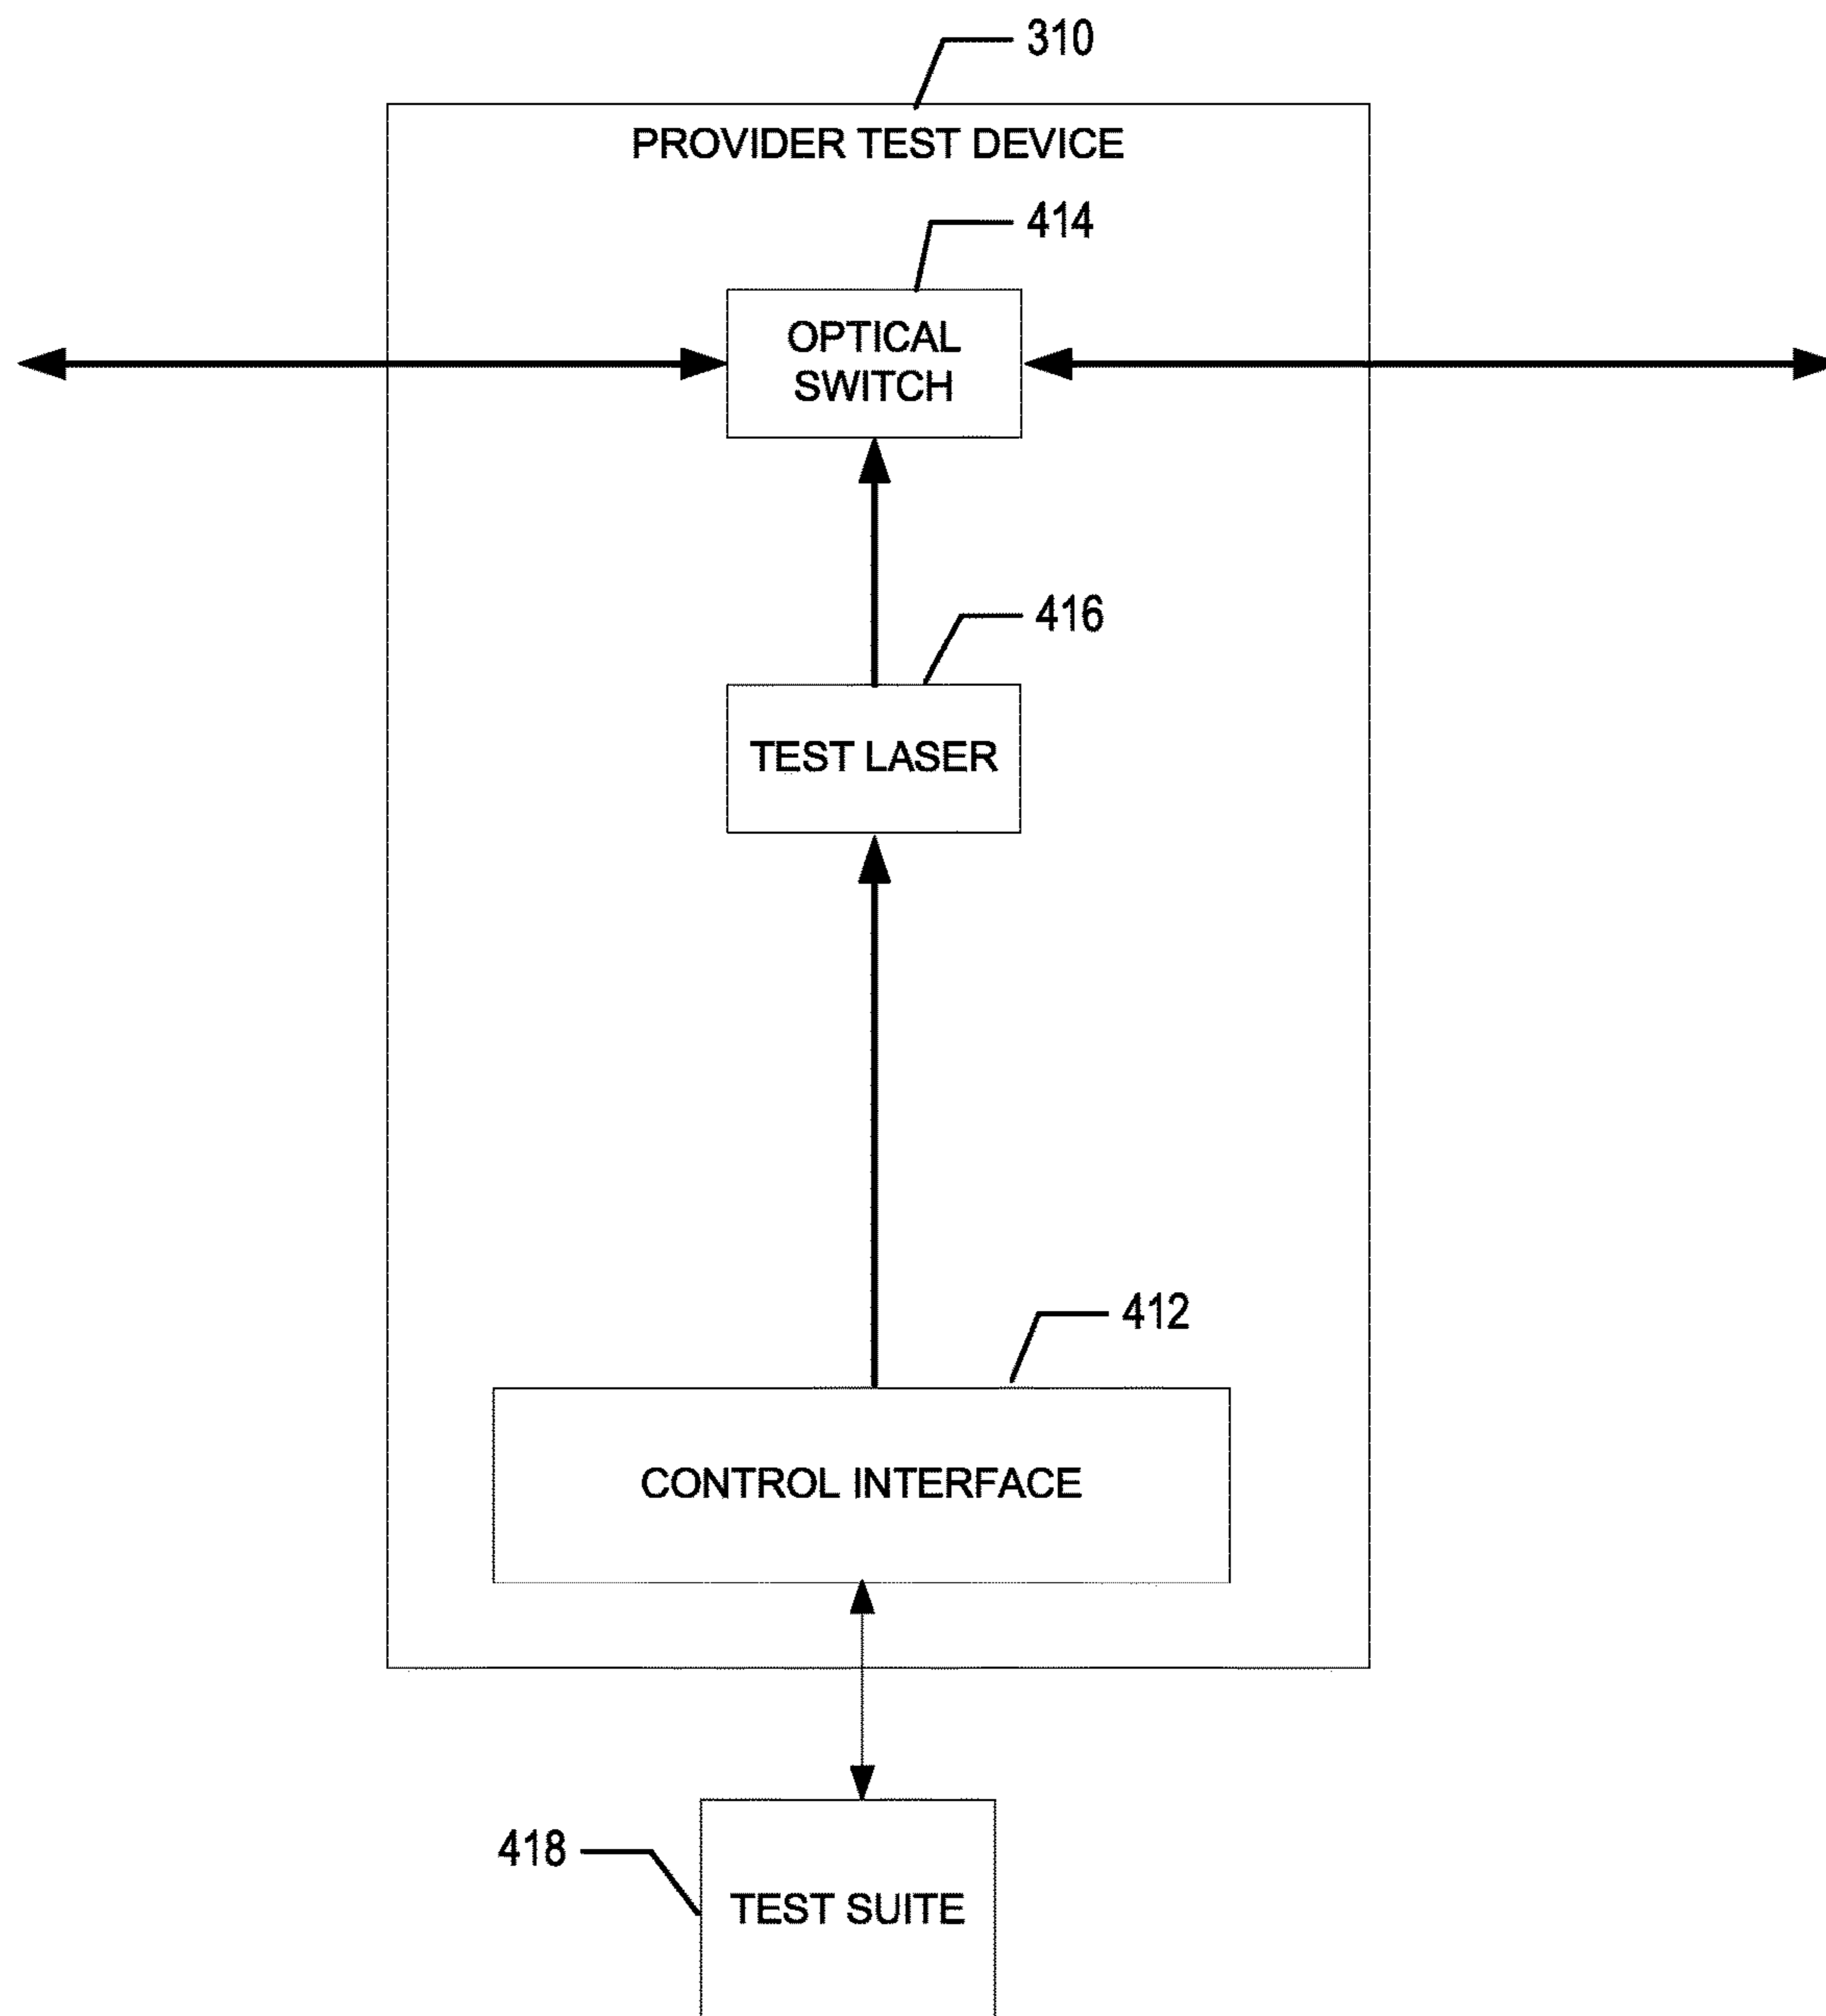 310
PROVIDER TEST DEVICE
414
OPTICAL
SWITCH
416
TEST LASER
412
CONTROL INTERFACE
418
TEST SUITE